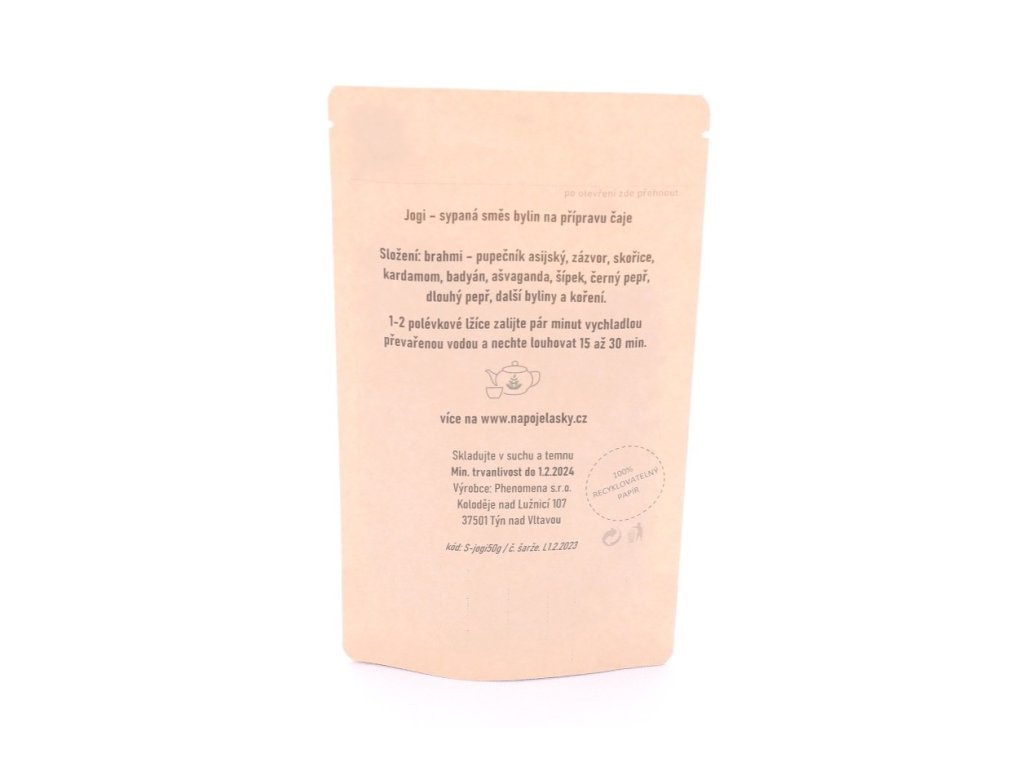 po otevření zde přehnout
Jogi – sypaná směs bylin na přípravu čaje
Složení: brahmi – pupečník asijský, zázvor, skořice,
kardamom, badyán, ašvaganda, šípek, černý pepř,
dlouhý pepř, další byliny a koření.
1-2 polévkové lžíce zalijte pár minut vychladlou
převařenou vodou a nechte louhovat 15 až 30 min.
více na www.napojelasky.cz
Skladujte v suchu a temnu
Min. trvanlivost do 1.2.2024
Výrobce: Phenomena s.r.o.
Koloděje nad Lužnicí 107
37501 Týn nad Vltavou
kód: S-jogi50g / č. šarže. L1.2.2023
100%
RECYKLOVATELNÝ
PAPÍR